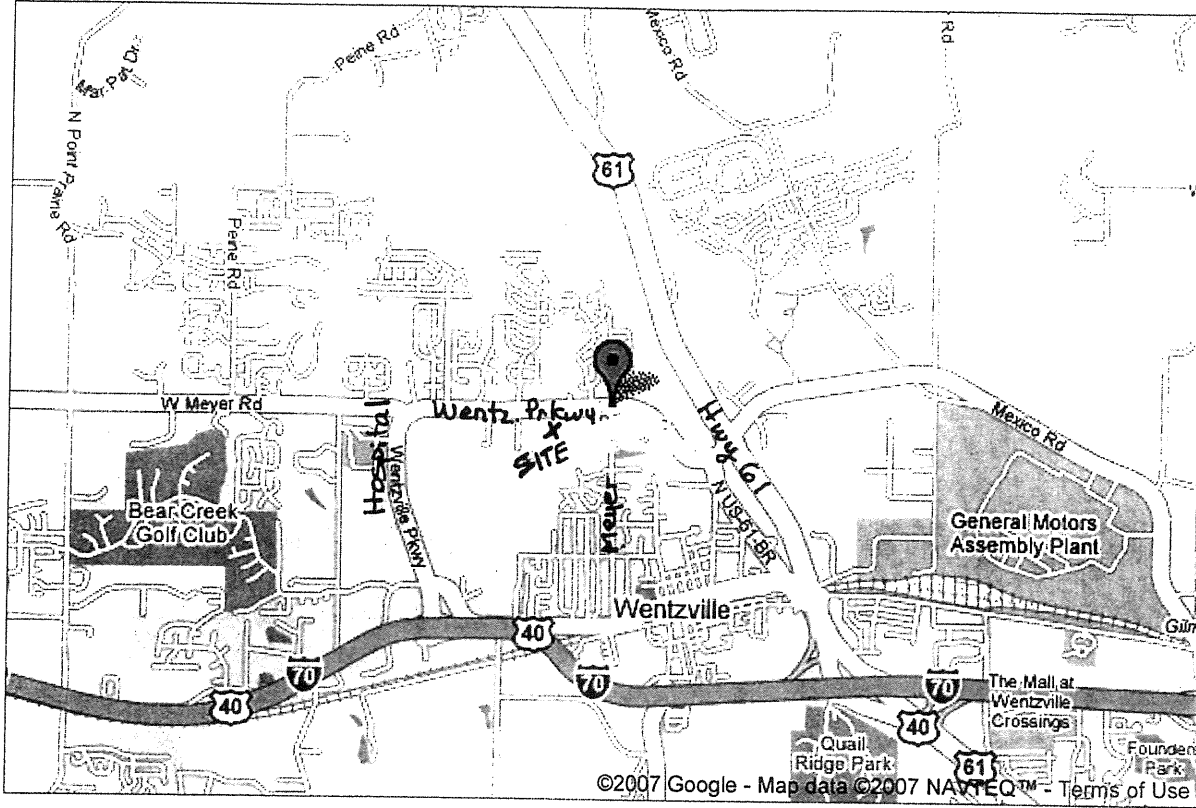 Mar Pat Dr
Peine Rd
Mexico Rd
Rd
N Point Prairie Rd
61
Peine Rd
W Meyer Rd
Wentz. Prkwy.
X
SITE
Hospital
Wentzville Pkwy
Meyer
Hwy 61
N US-61-BR
Mexico Rd
Bear Creek
Golf Club
General Motors
Assembly Plant
Wentzville
40
70
40
70
70
40
61
The Mall at
Wentzville
Crossings
Quail
Ridge Park
©2007 Google - Map data ©2007 NAVTEQ™ - Terms of Use